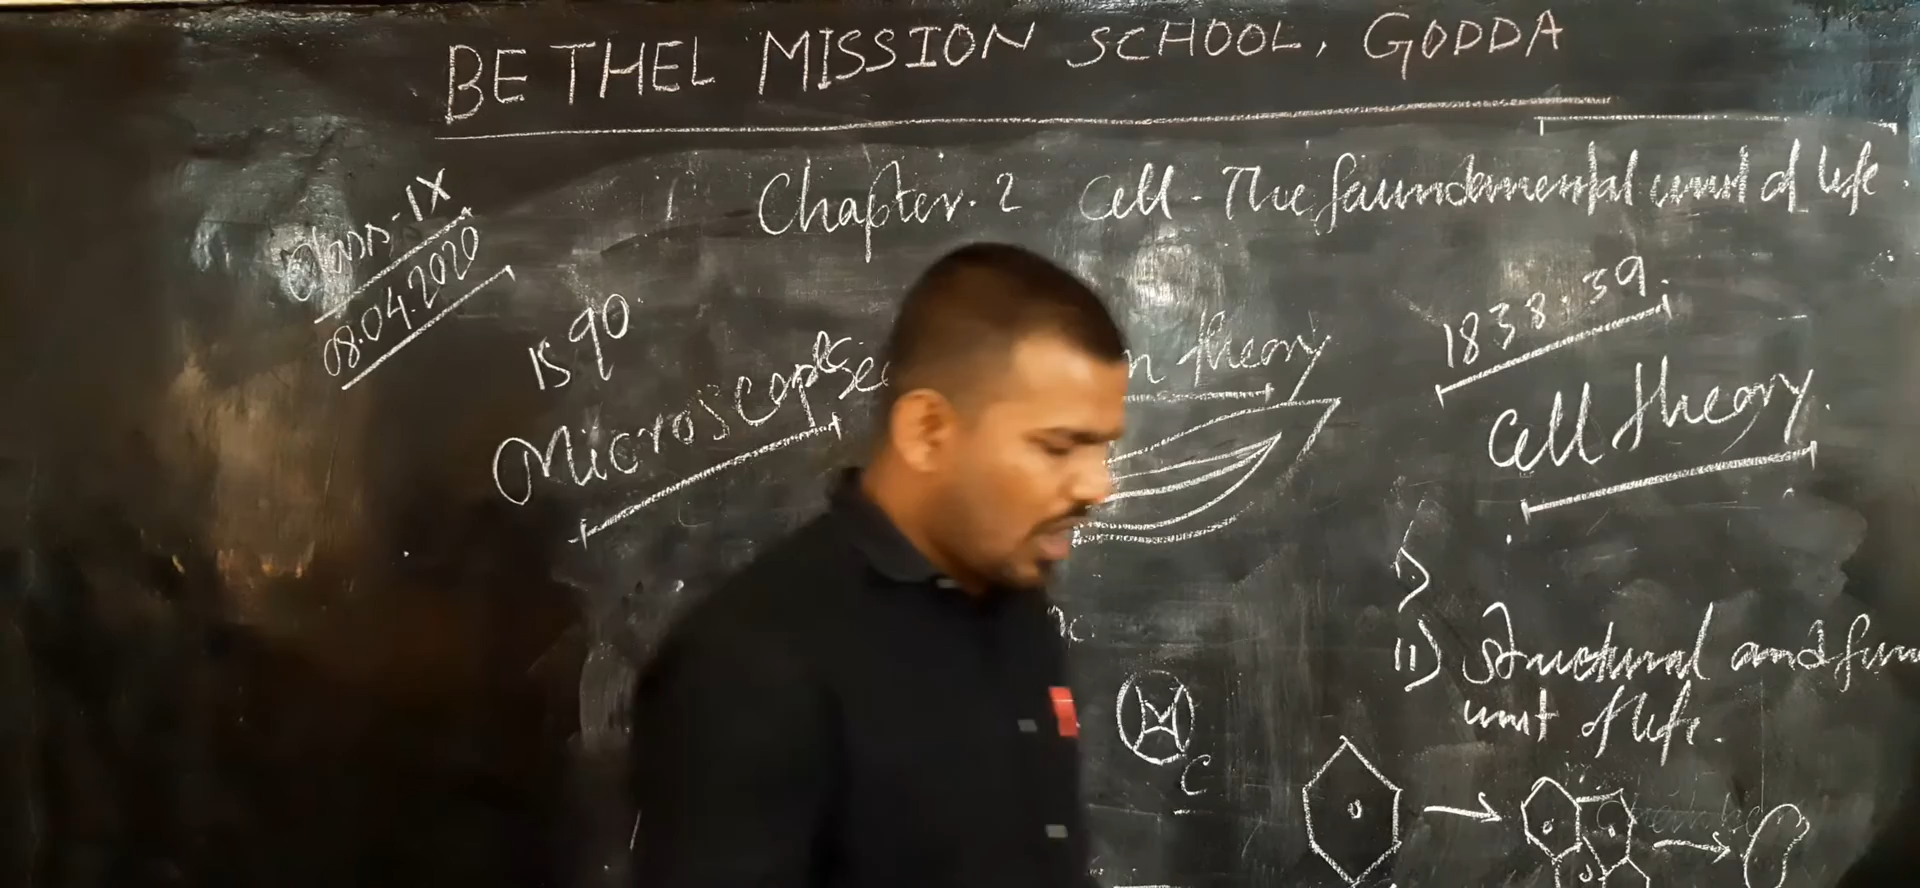 BETHEL MISSION SCHOOL, GODDA
Class-IX
08.04.2020
Chapter.2 Cell - The faundamental unit of life.
1590
Microscope
n theory
1838.39.
Cell theory.
i)
ii) Structural and fun
unit of life.
C